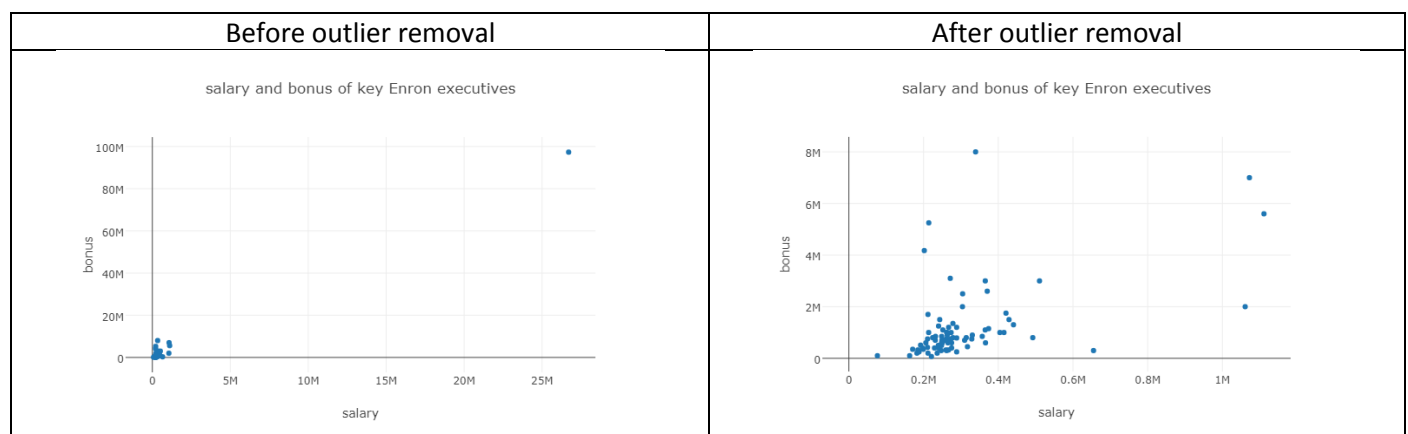 Before outlier removal
After outlier removal
salary and bonus of key Enron executives
100M
80M
60M
40M
20M
0
bonus
0
5M
10M
15M
20M
25M
salary
salary and bonus of key Enron executives
8M
6M
4M
2M
0
bonus
0
0.2M
0.4M
0.6M
0.8M
1M
salary